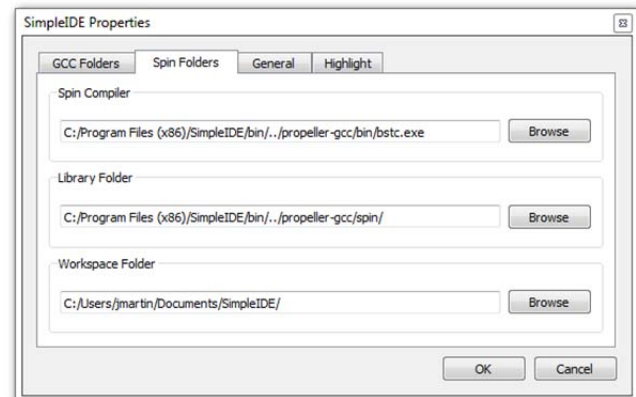 SimpleIDE Properties
GCC Folders Spin Folders General Highlight
Spin Compiler
C:/Program Files (x86)/SimpleIDE/bin/../propeller-gcc/bin/bstc.exe Browse
Library Folder
C:/Program Files (x86)/SimpleIDE/bin/../propeller-gcc/spin/ Browse
Workspace Folder
C:/Users/jmartin/Documents/SimpleIDE/ Browse
OK Cancel